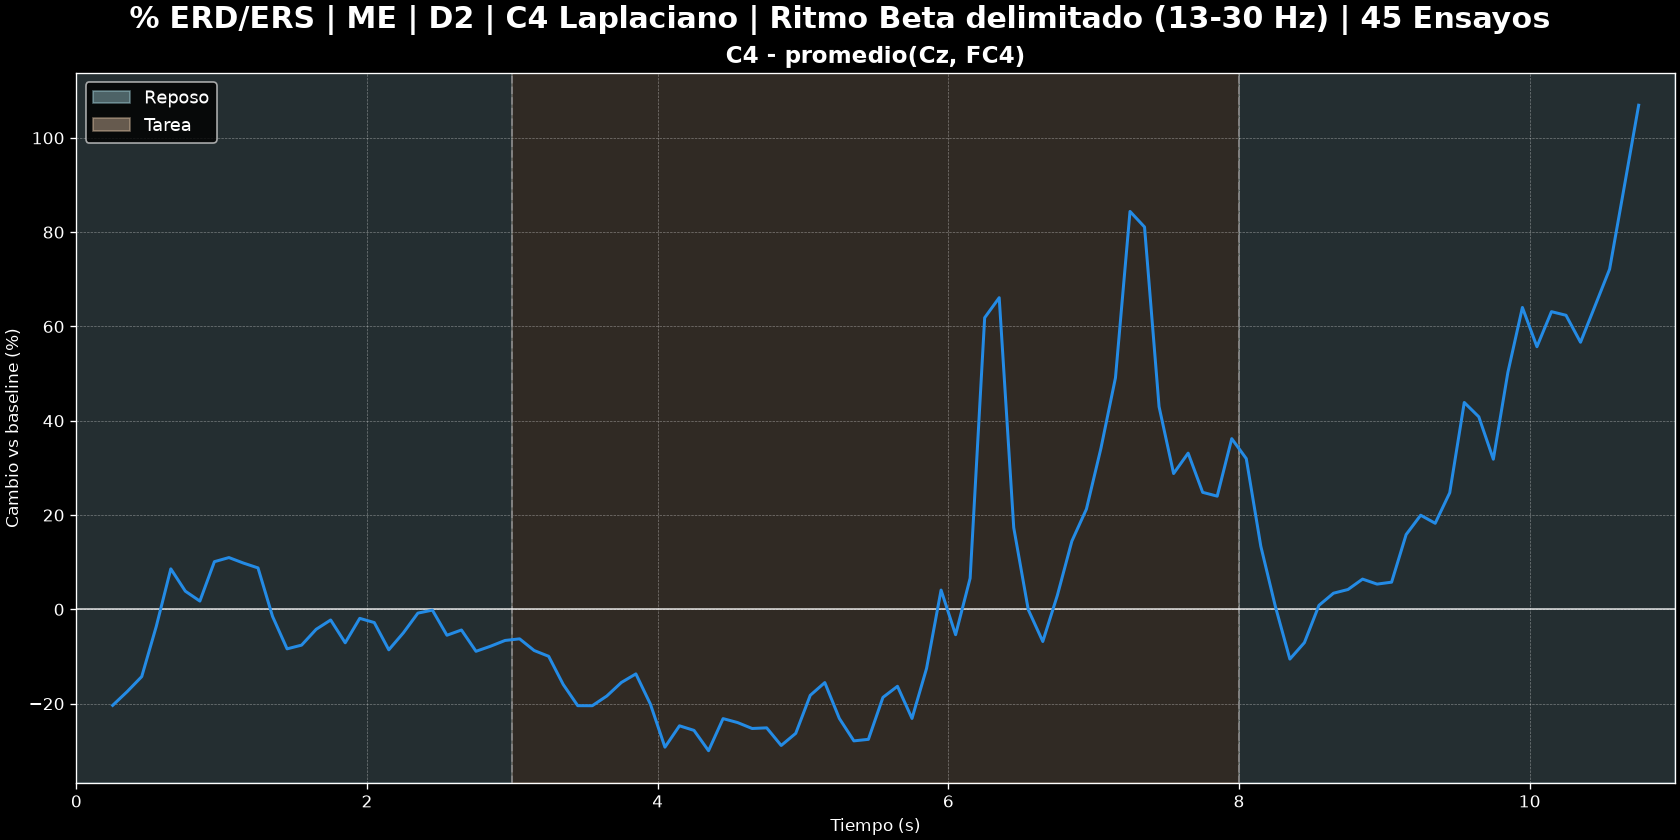 % ERD/ERS | ME | D2 | C4 Laplaciano | Ritmo Beta delimitado (13-30 Hz) | 45 Ensayos
C4 - promedio(Cz, FC4)
Reposo
Tarea
Cambio vs baseline (%)
100
80
60
40
20
0
−20
0 2 4 6 8 10
Tiempo (s)